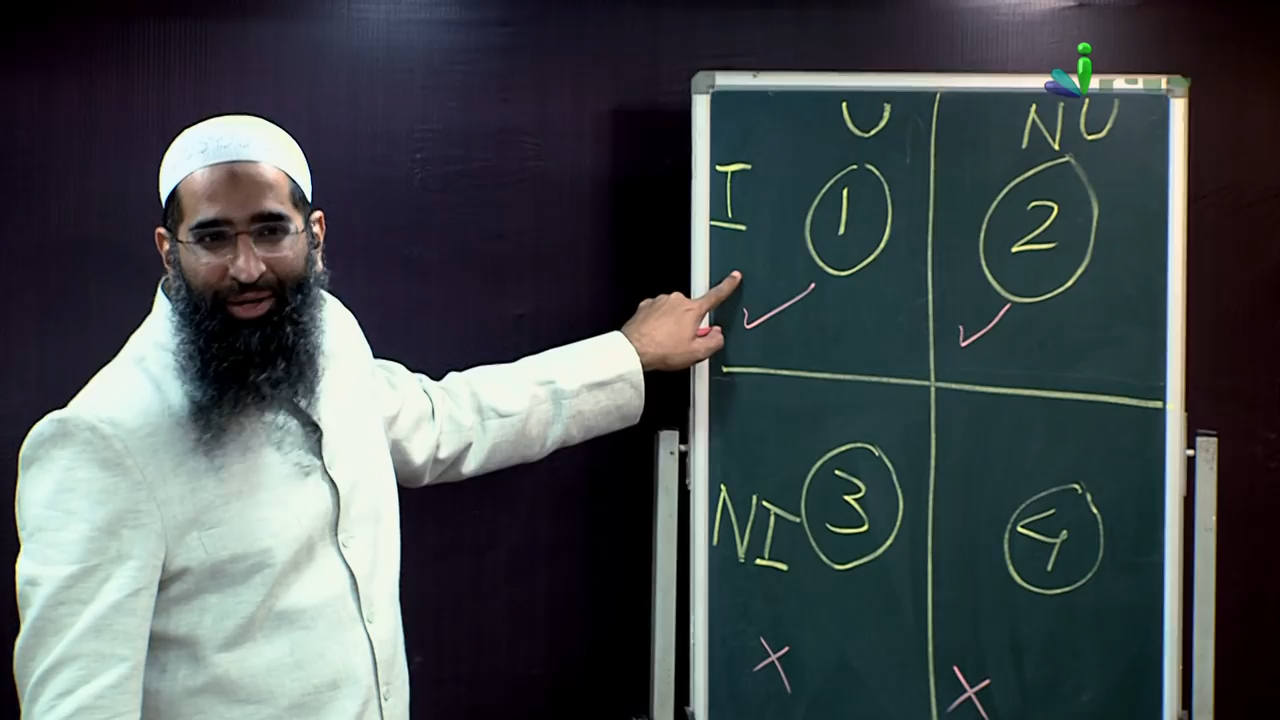 U NU
I 1 2
✓ ✓
NI 3 4
× ×